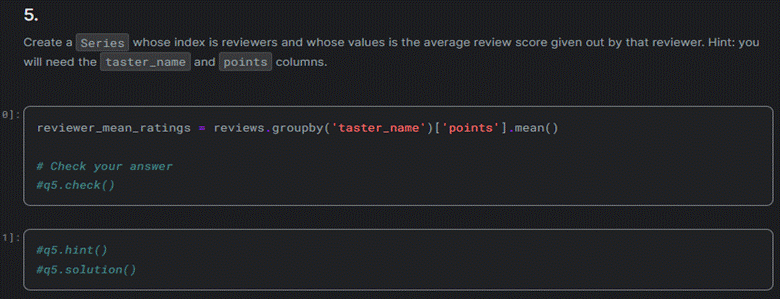 5.
Create a Series whose index is reviewers and whose values is the average review score given out by that reviewer. Hint: you
will need the taster_name and points columns.
0]:
reviewer_mean_ratings = reviews.groupby('taster_name')['points'].mean()
# Check your answer
#q5.check()
1]:
#q5.hint()
#q5.solution()